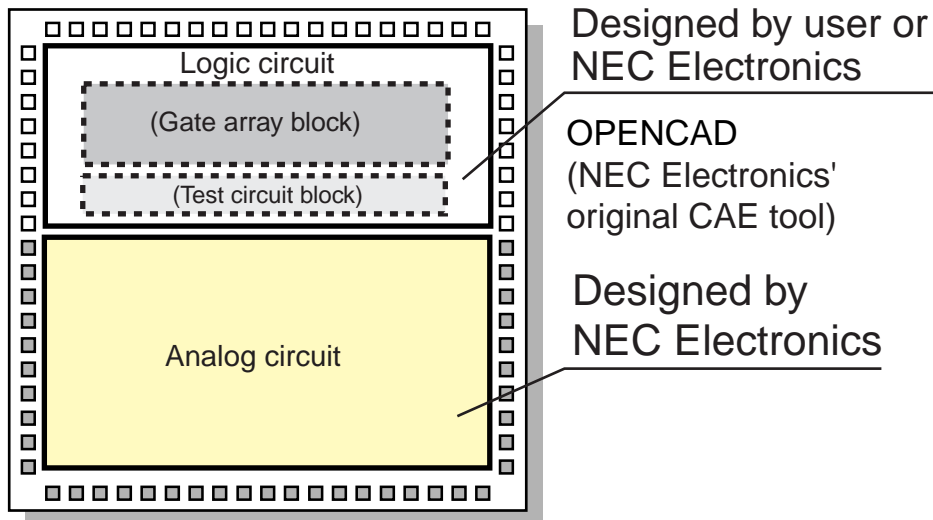 Logic circuit
(Gate array block)
(Test circuit block)
Analog circuit
Designed by user or
NEC Electronics
OPENCAD
(NEC Electronics'
original CAE tool)
Designed by
NEC Electronics